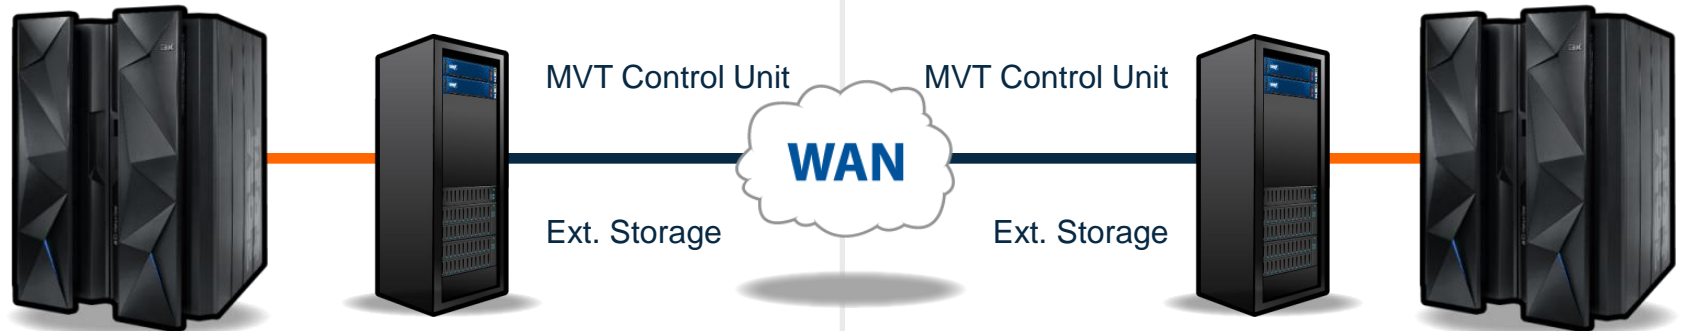 MVT Control Unit
MVT Control Unit
WAN
Ext. Storage
Ext. Storage